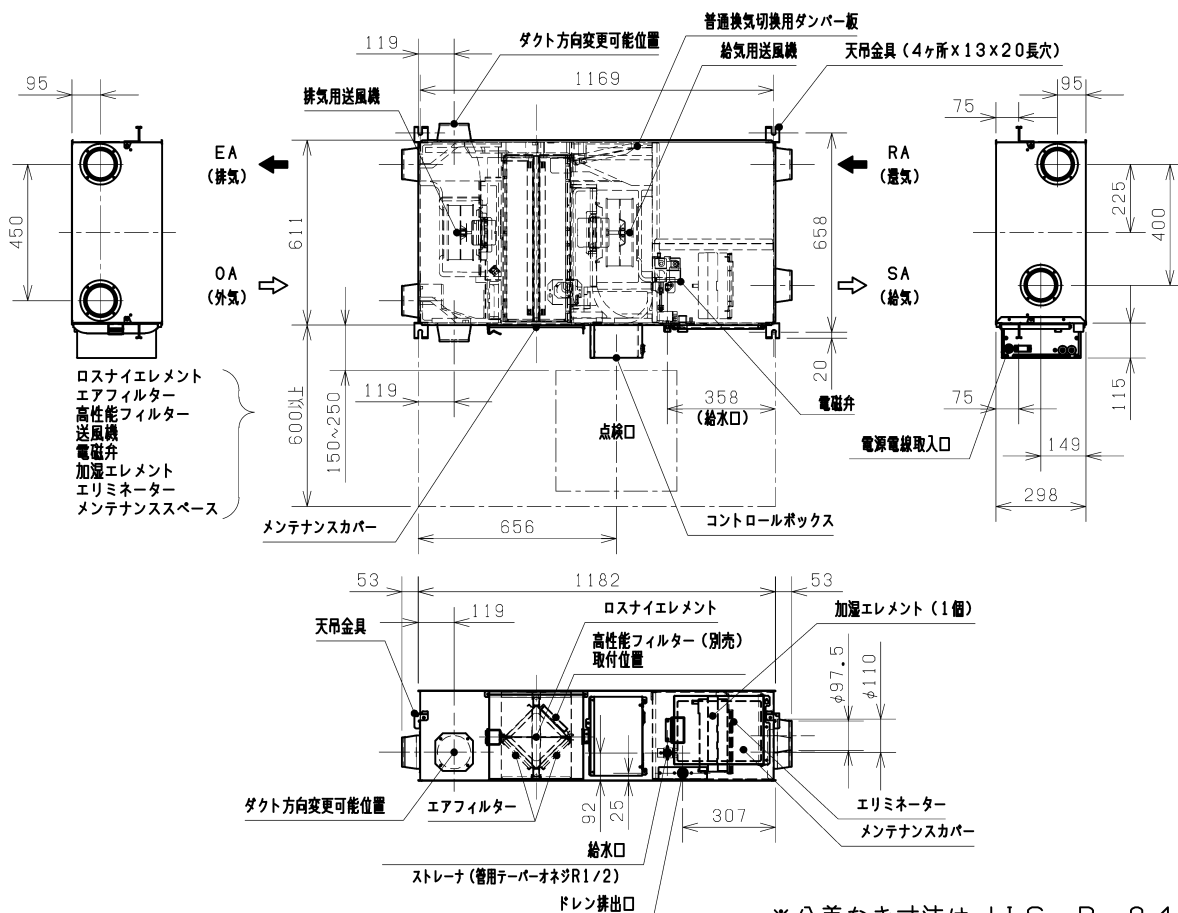 普通換気切換用ダンパー板
ダクト方向変更可能位置
給気用送風機
天吊金具(4ヶ所×13×20長穴)
119
1169
95
排気用送風機
95
75
EA
(排気)
RA
(還気)
450
611
658
225
400
OA
(外気)
SA
(給気)
ロスナイエレメント
エアフィルター
高性能フィルター
送風機
電磁弁
加湿エレメント
エリミネーター
メンテナンススペース
600以上
150~250
119
点検口
358
(給水口)
20
電磁弁
75
115
電源電線取入口
149
298
メンテナンスカバー
656
コントロールボックス
53
1182
53
天吊金具
119
ロスナイエレメント
高性能フィルター(別売)
取付位置
加湿エレメント(1個)
φ97.5
φ110
ダクト方向変更可能位置
エアフィルター
92
25
307
エリミネーター
メンテナンスカバー
給水口
ストレーナ(管用テーパーオネジR1/2)
ドレン排出口